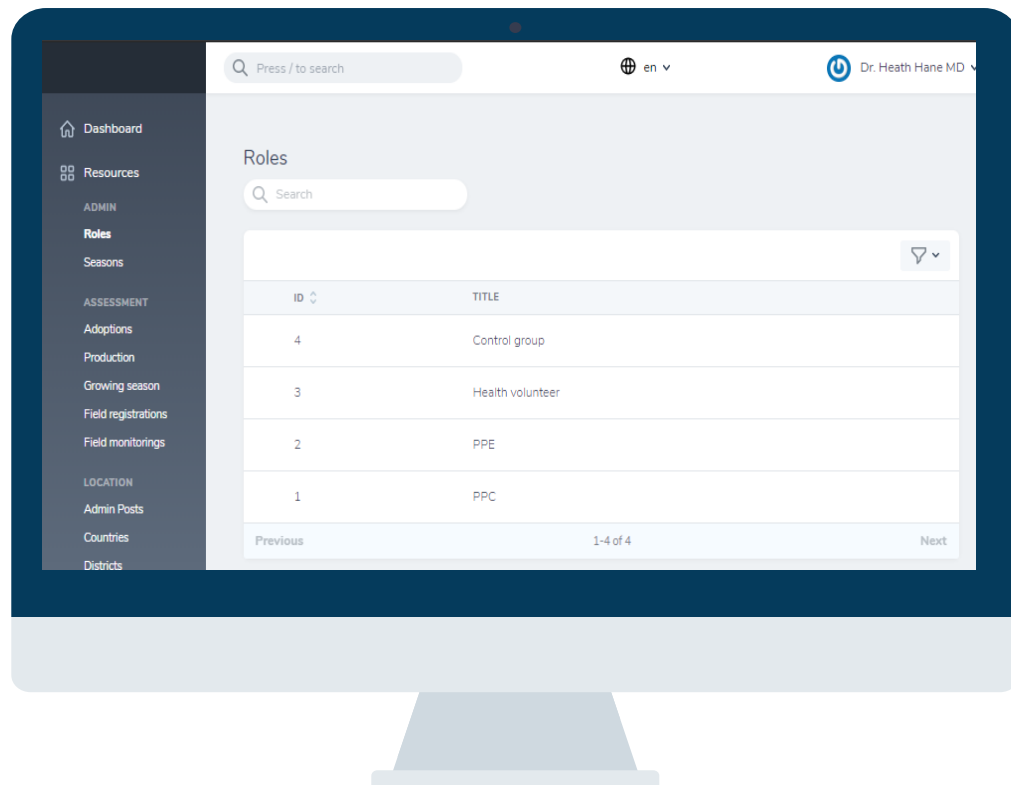 Press / to search
en
Dr. Heath Hane MD
Dashboard
Resources
ADMIN
Roles
Seasons
ASSESSMENT
Adoptions
Production
Growing season
Field registrations
Field monitorings
LOCATION
Admin Posts
Countries
Districts
Roles
Search
ID TITLE
4 Control group
3 Health volunteer
2 PPE
1 PPC
Previous 1-4 of 4 Next